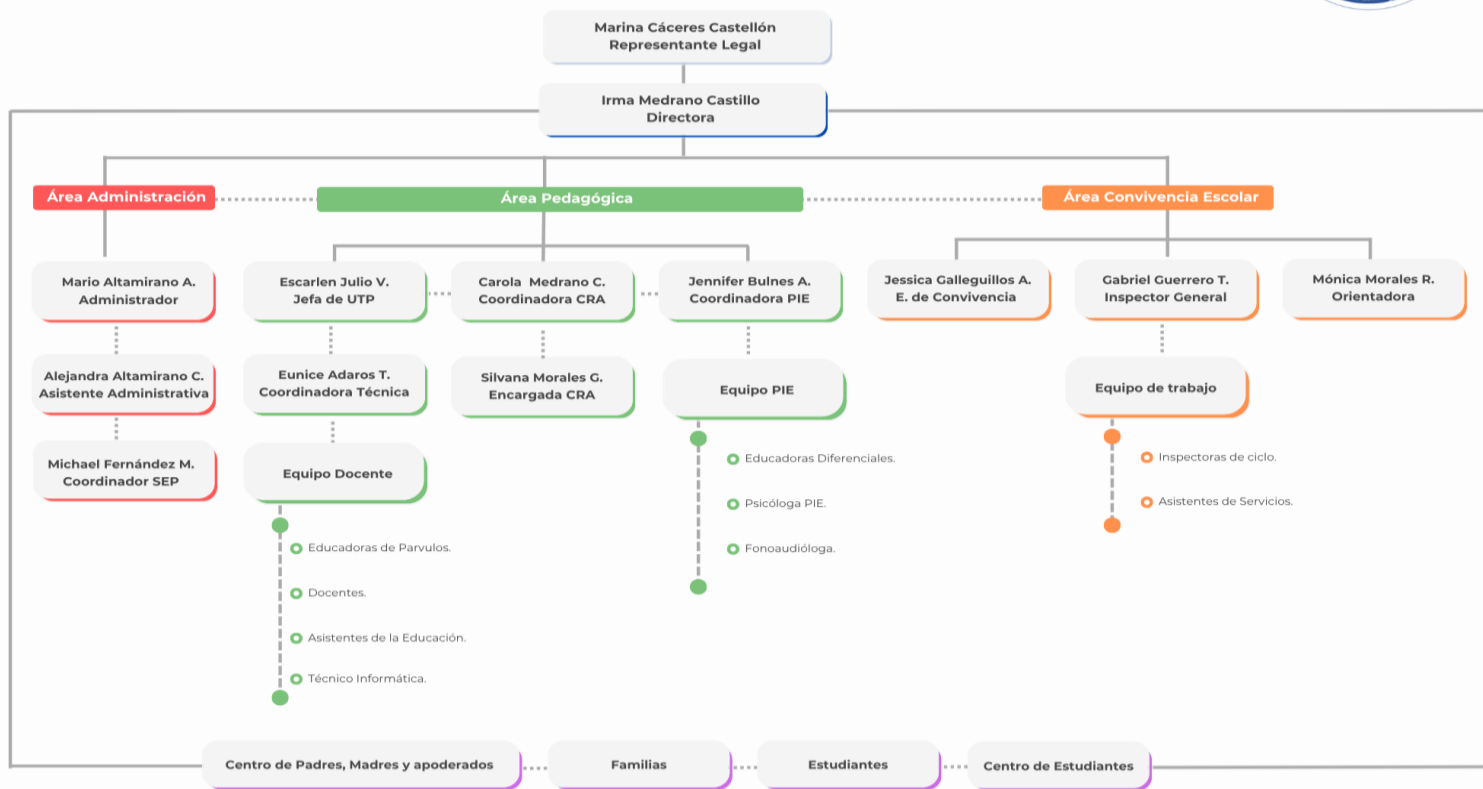 Marina Cáceres Castellón
Representante Legal
Irma Medrano Castillo
Directora
Área Administración
Área Pedagógica
Área Convivencia Escolar
Mario Altamirano A.
Administrador
Escarlen Julio V.
Jefa de UTP
Carola Medrano C.
Coordinadora CRA
Jennifer Bulnes A.
Coordinadora PIE
Jessica Galleguillos A.
E. de Convivencia
Gabriel Guerrero T.
Inspector General
Mónica Morales R.
Orientadora
Alejandra Altamirano C.
Asistente Administrativa
Eunice Adaros T.
Coordinadora Técnica
Silvana Morales G.
Encargada CRA
Equipo PIE
Equipo de trabajo
Michael Fernández M.
Coordinador SEP
Equipo Docente
Educadoras Diferenciales.
Psicóloga PIE.
Fonoaudióloga.
Inspectoras de ciclo.
Asistentes de Servicios.
Educadoras de Parvulos.
Docentes.
Asistentes de la Educación.
Técnico Informática.
Centro de Padres, Madres y apoderados
Familias
Estudiantes
Centro de Estudiantes